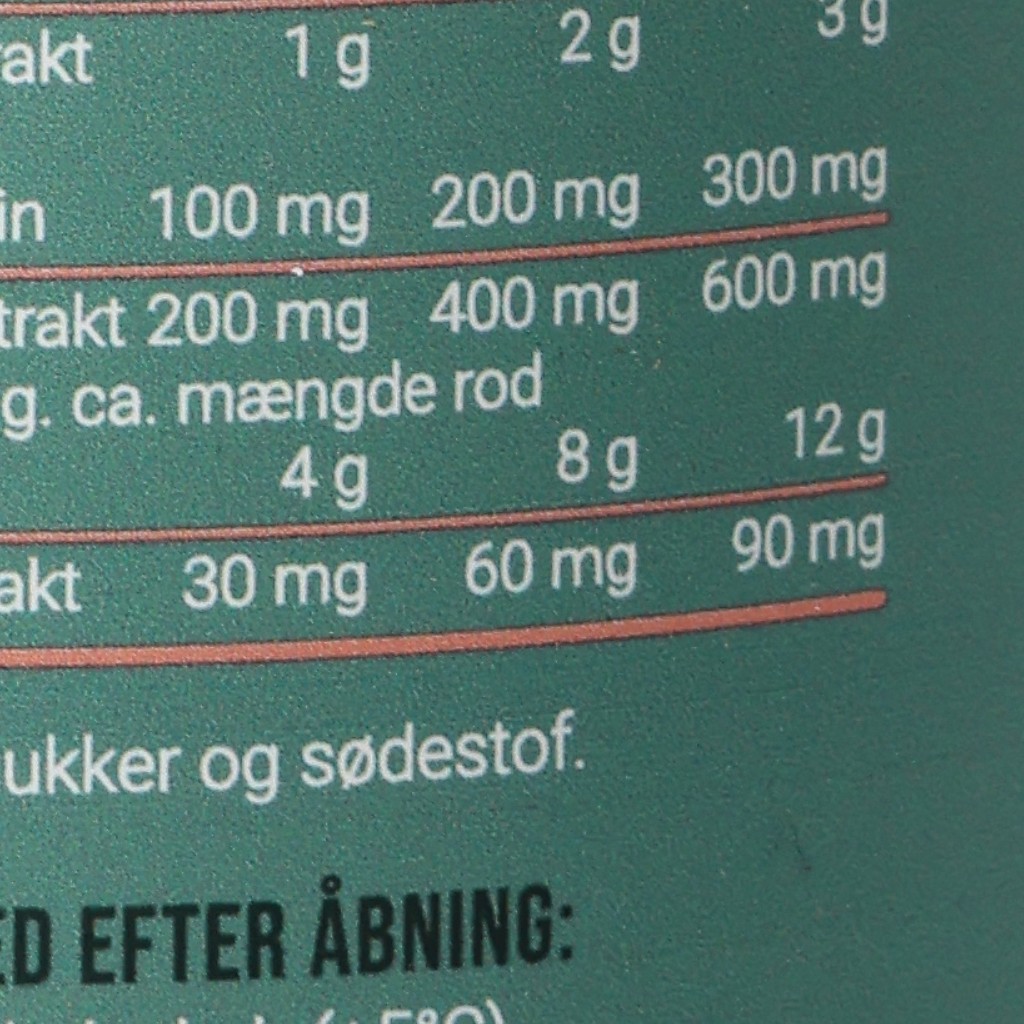 akt 1 g 2 g 3 g
in 100 mg 200 mg 300 mg
trakt 200 mg 400 mg 600 mg
g. ca. mængde rod
4 g 8 g 12 g
akt 30 mg 60 mg 90 mg
ukker og sødestof.
ED EFTER ÅBNING:
(+5°C)